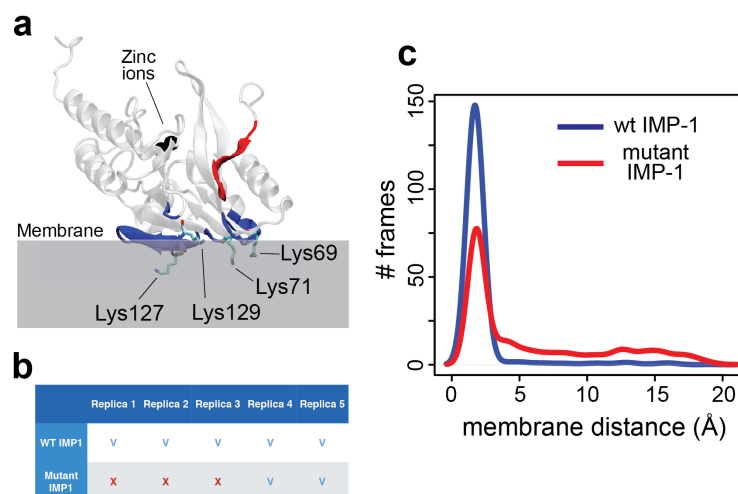 a
Zinc
ions
Membrane
Lys69
Lys71
Lys127
Lys129
b
Replica 1 Replica 2 Replica 3 Replica 4 Replica 5
WT IMP1 V V V V V
Mutant
IMP1 X X X V V
c
# frames
150
100
50
0
wt IMP-1
mutant
IMP-1
0 5 10 15 20
membrane distance (Å)